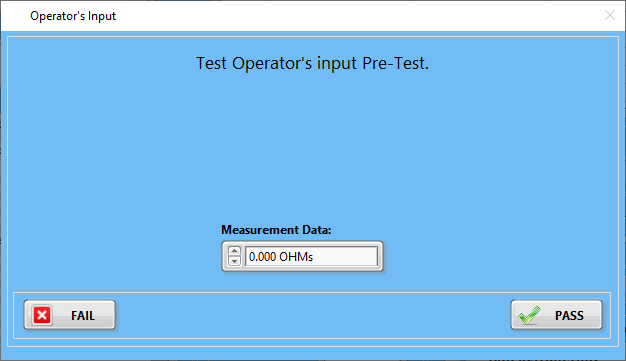 Operator's Input
Test Operator's input Pre-Test.
Measurement Data:
0.000 OHMs
FAIL
PASS